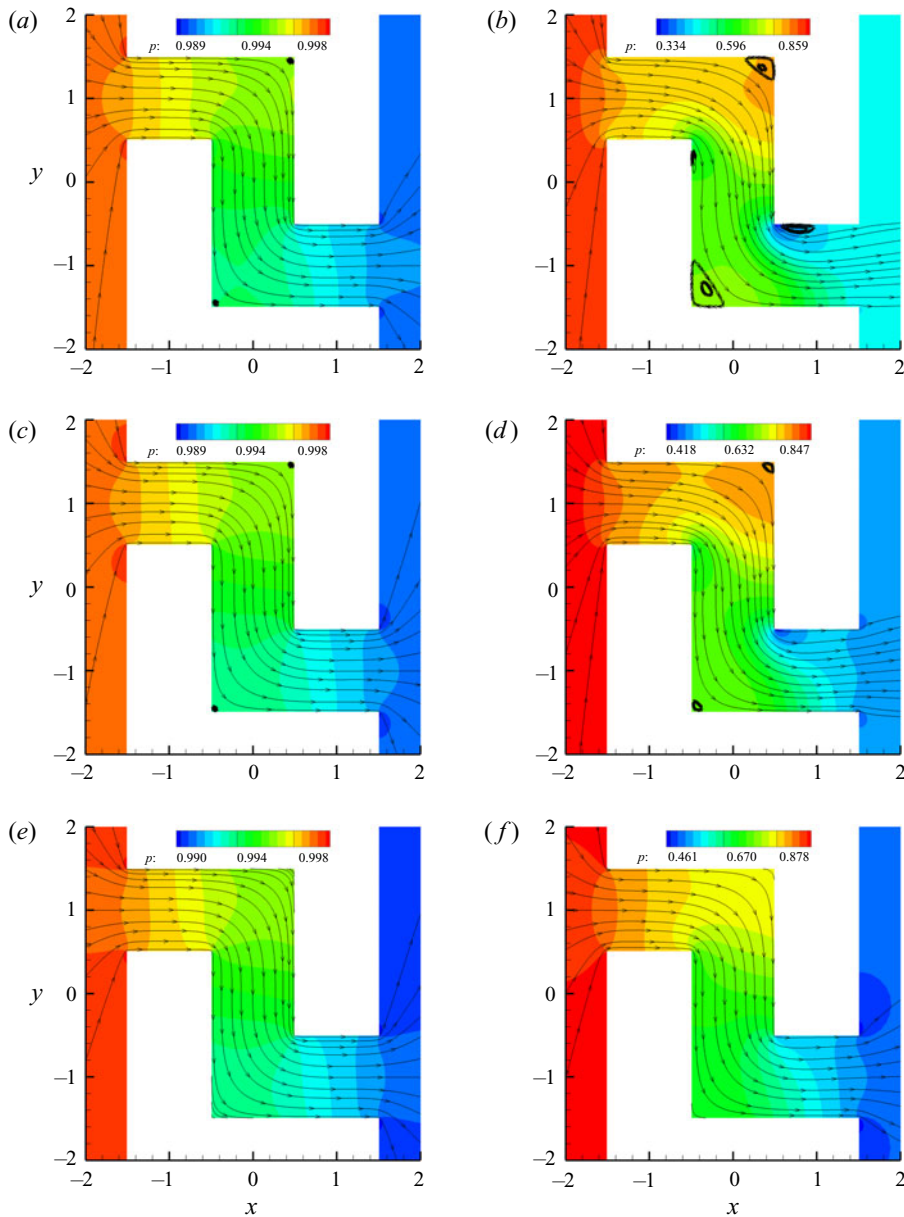 (a) (b)
p: p:
0.989 0.994 0.998 0.334 0.596 0.859
2 2
1 1
y 0 0
–1 –1
–2 –2
–2 –1 0 1 2 –2 –1 0 1 2
(c) (d)
p: p:
0.989 0.994 0.998 0.418 0.632 0.847
2 2
1 1
y 0 0
–1 –1
–2 –2
–2 –1 0 1 2 –2 –1 0 1 2
(e) (f)
p: p:
0.990 0.994 0.998 0.461 0.670 0.878
2 2
1 1
y 0 0
–1 –1
–2 –2
–2 –1 0 1 2 –2 –1 0 1 2
x x